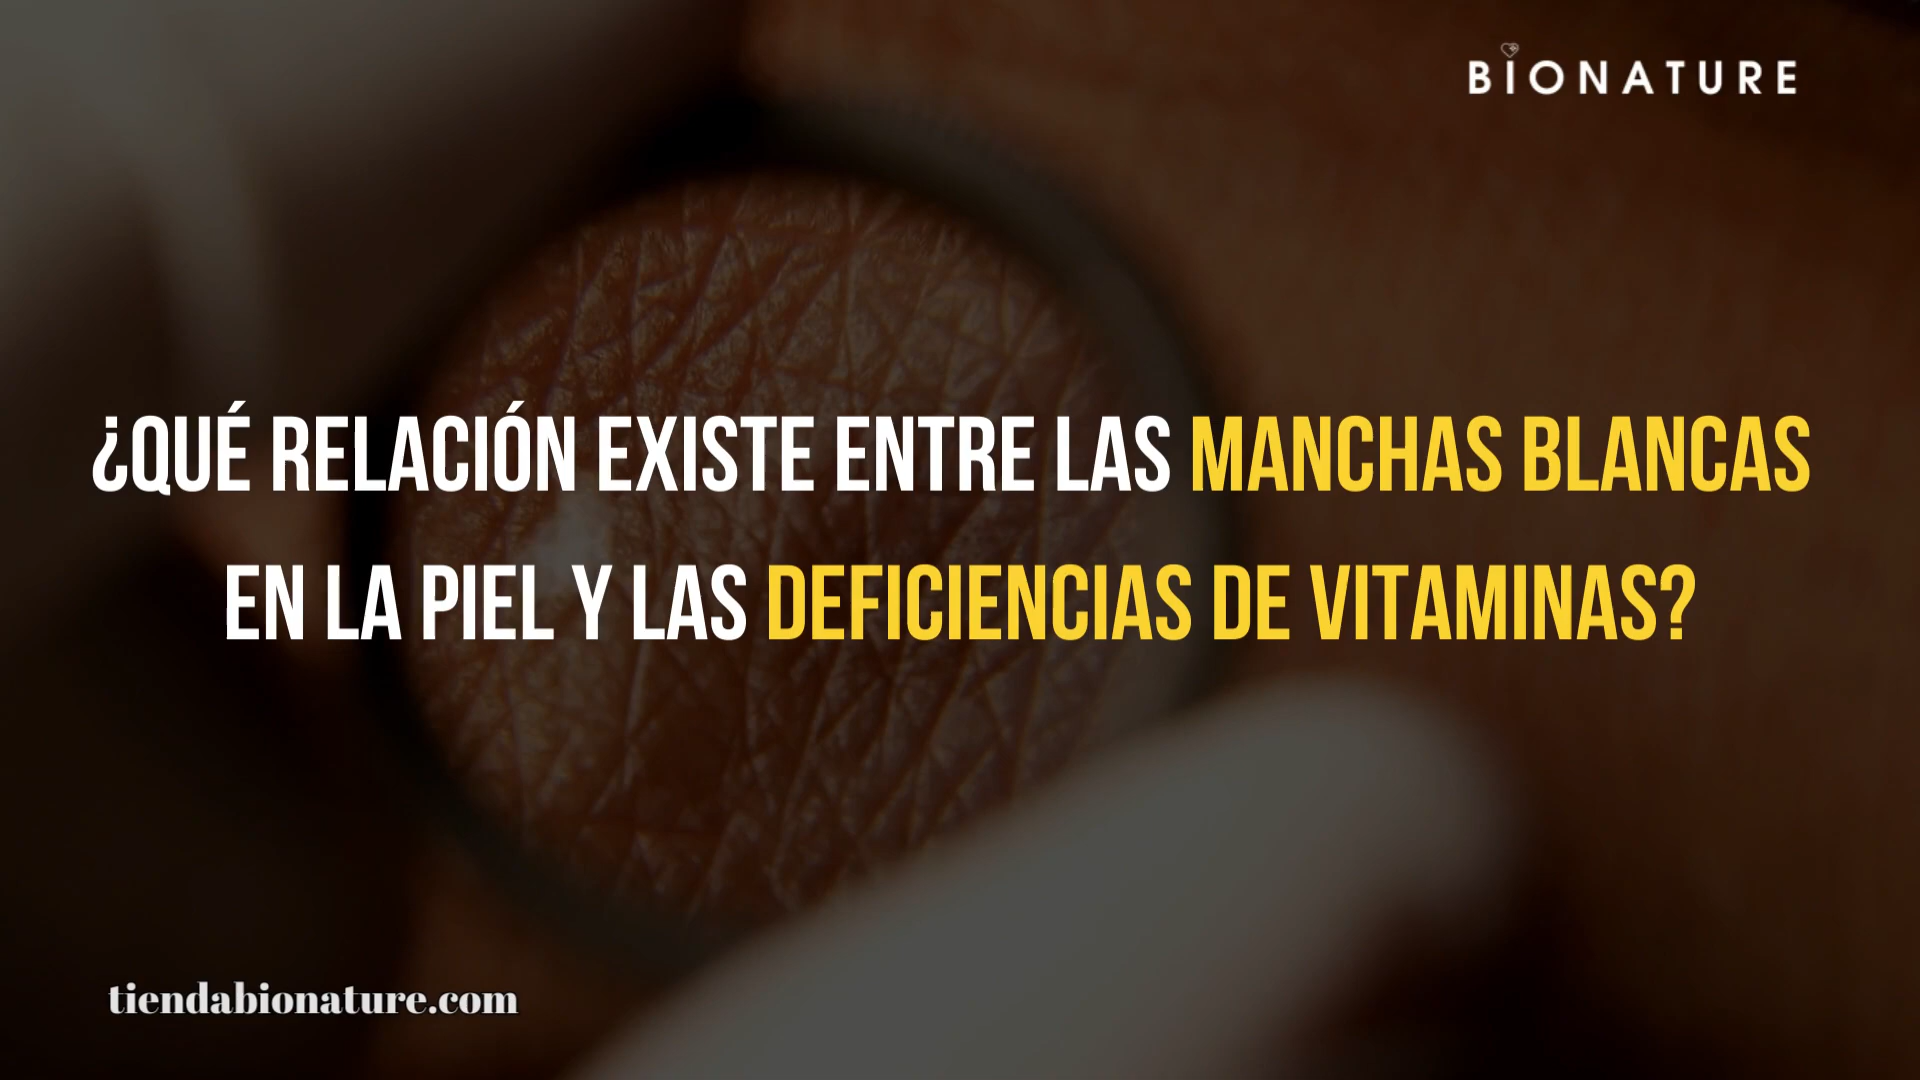 BIONATURE
¿QUÉ RELACIÓN EXISTE ENTRE LAS MANCHAS BLANCAS
EN LA PIEL Y LAS DEFICIENCIAS DE VITAMINAS?
tiendabionature.com